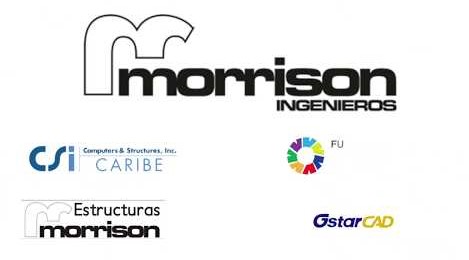 morrison
INGENIEROS
CSi Computers & Structures, Inc.
CARIBE
FU
Estructuras
morrison
GstarCAD